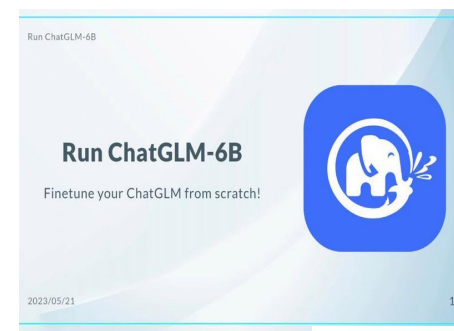 Run ChatGLM-6B
Run ChatGLM-6B
Finetune your ChatGLM from scratch!
2023/05/21
1